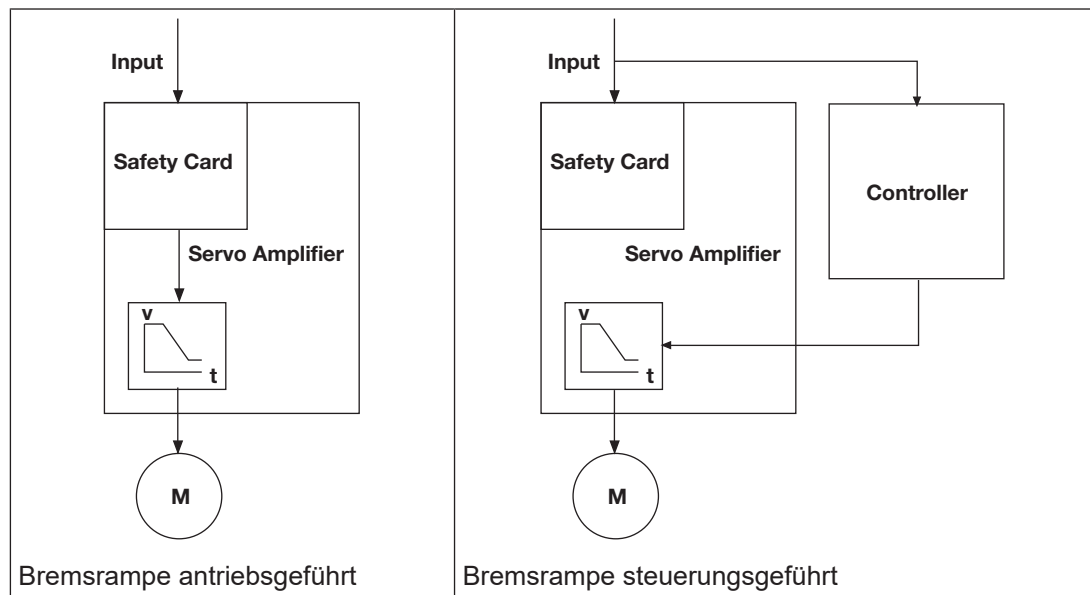 Input
Safety Card
Servo Amplifier
v
t
M
Bremsrampe antriebsgeführt
Input
Safety Card
Controller
Servo Amplifier
v
t
M
Bremsrampe steuerungsgeführt